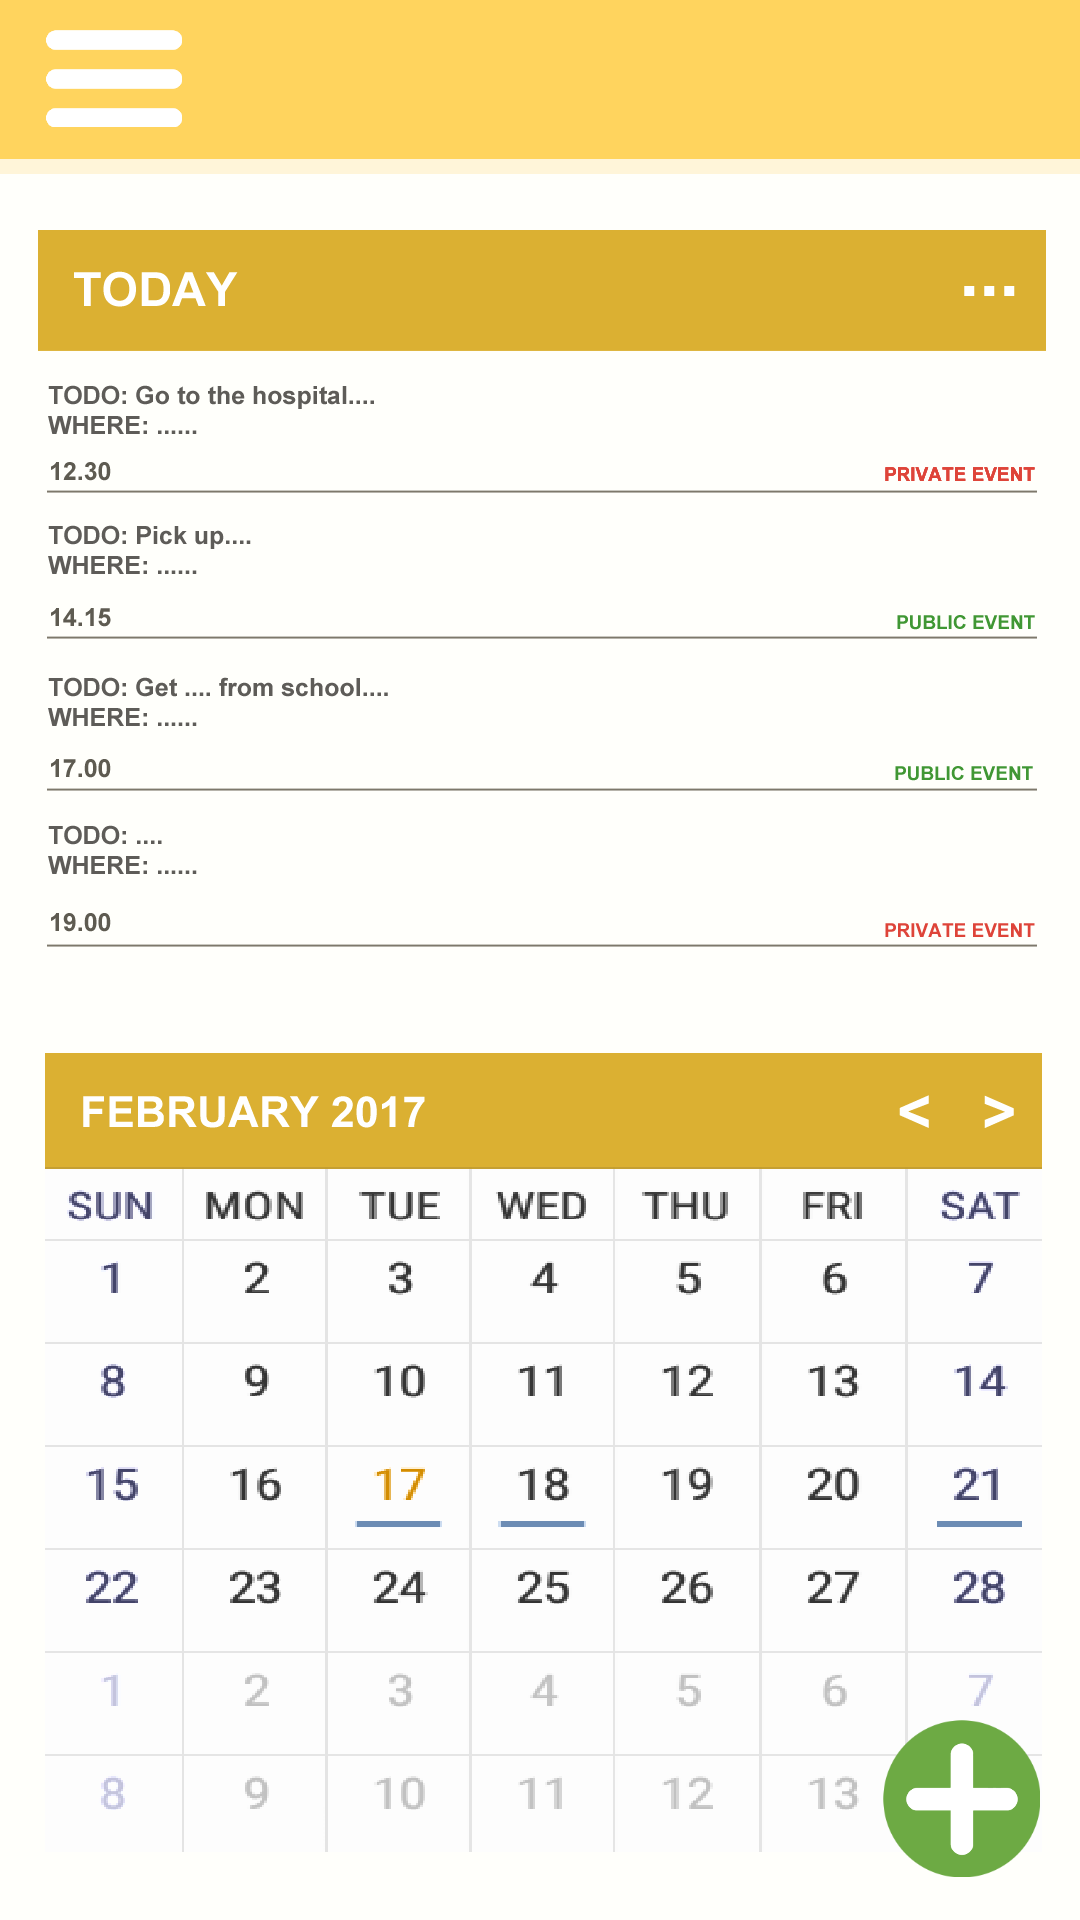 TODAY ...
TODO: Go to the hospital....
WHERE: ......
12.30 PRIVATE EVENT
TODO: Pick up....
WHERE: ......
14.15 PUBLIC EVENT
TODO: Get .... from school....
WHERE: ......
17.00 PUBLIC EVENT
TODO: ....
WHERE: ......
19.00 PRIVATE EVENT
FEBRUARY 2017 < >
SUN MON TUE WED THU FRI SAT
1 2 3 4 5 6 7
8 9 10 11 12 13 14
15 16 17 18 19 20 21
22 23 24 25 26 27 28
1 2 3 4 5 6 7
8 9 10 11 12 13